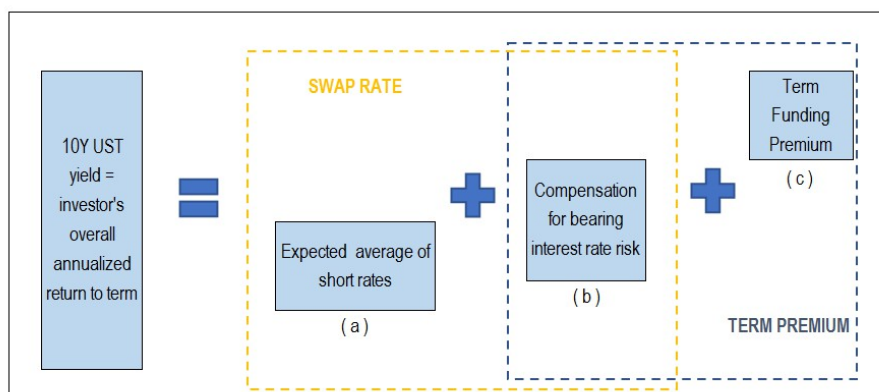 10Y UST
yield =
investor's
overall
annualized
return to term
SWAP RATE
Expected average of
short rates
( a )
Compensation
for bearing
interest rate risk
( b )
Term
Funding
Premium
( c )
TERM PREMIUM